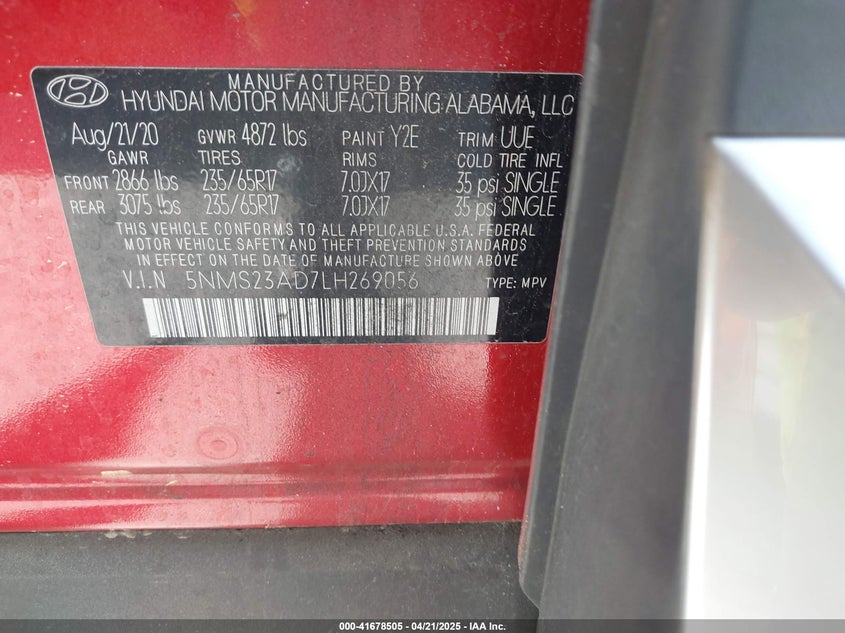 MANUFACTURED BY
HYUNDAI MOTOR MANUFACTURING ALABAMA, LLC
Aug/21/20 GVWR 4872 lbs PAINT Y2E TRIM UUE
GAWR TIRES RIMS COLD TIRE INFL
FRONT 2866 lbs 235/65R17 7.0JX17 35 psi SINGLE
REAR 3075 lbs 235/65R17 7.0JX17 35 psi SINGLE
THIS VEHICLE CONFORMS TO ALL APPLICABLE U.S.A. FEDERAL
MOTOR VEHICLE SAFETY AND THEFT PREVENTION STANDARDS
IN EFFECT ON THE DATE OF MANUFACTURE SHOWN ABOVE.
V.I.N 5NMS23AD7LH269056 TYPE: MPV
000-41678505 - 04/21/2025 - IAA Inc.